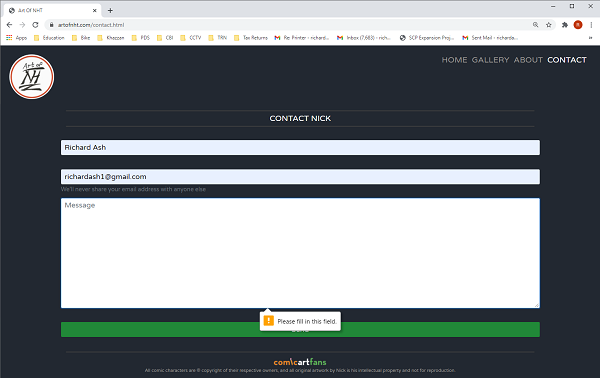 Art Of NHT
artofnht.com/contact.html
Apps Education Bike Khazzan PDS CBI CCTV TRN Tax Returns Re: Printer - richard... Inbox (7,663) - richa... SCP Expansion Proj... Sent Mail - richarda...
Art of
NH
HOME GALLERY ABOUT CONTACT
CONTACT NICK
Richard Ash
richardash1@gmail.com
We'll never share your email address with anyone else
Message
Please fill in this field.
comicartfans
All comic characters are ® copyright of their respective owners, and all original artwork by Nick is his intellectual property and not for reproduction.